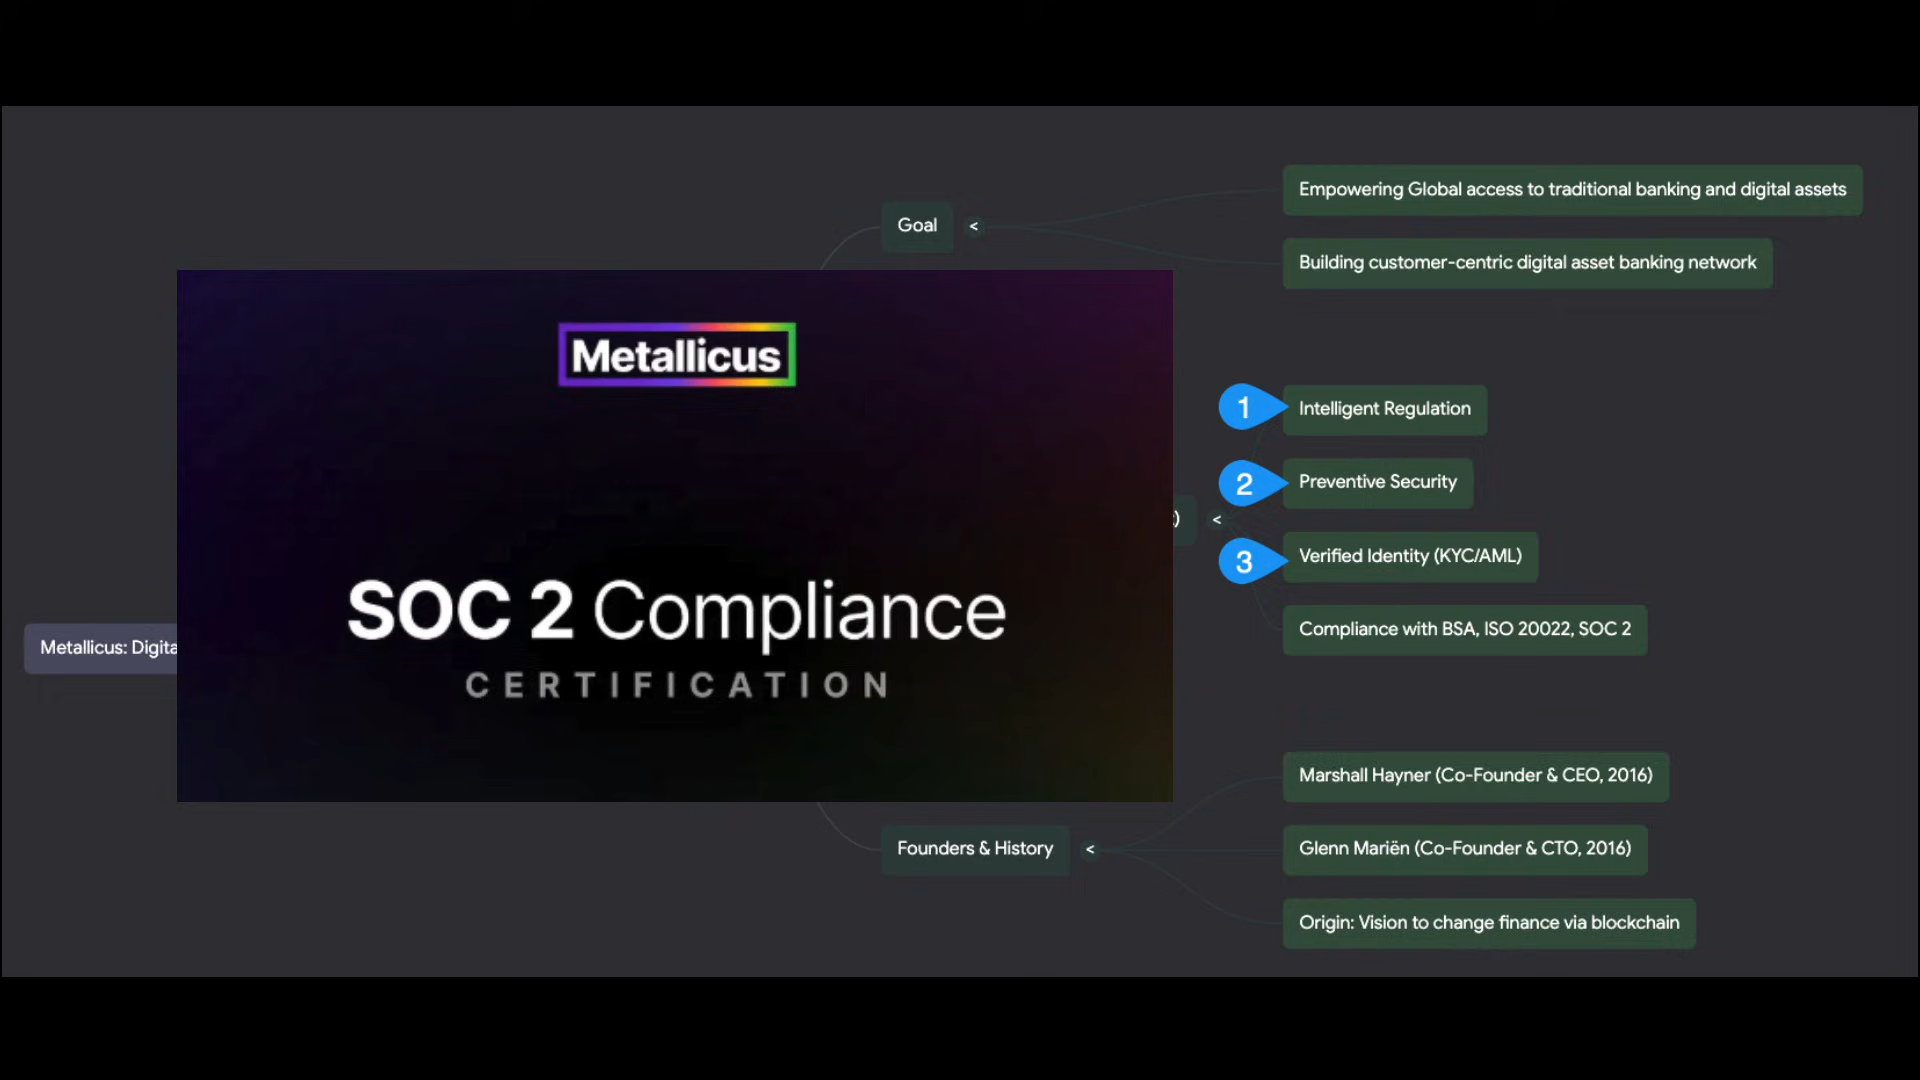 Goal <
Empowering Global access to traditional banking and digital assets
Building customer-centric digital asset banking network
Metallicus
SOC 2 Compliance
CERTIFICATION
Metallicus: Digita
) <
1 Intelligent Regulation
2 Preventive Security
3 Verified Identity (KYC/AML)
Compliance with BSA, ISO 20022, SOC 2
Founders & History <
Marshall Hayner (Co-Founder & CEO, 2016)
Glenn Mariën (Co-Founder & CTO, 2016)
Origin: Vision to change finance via blockchain